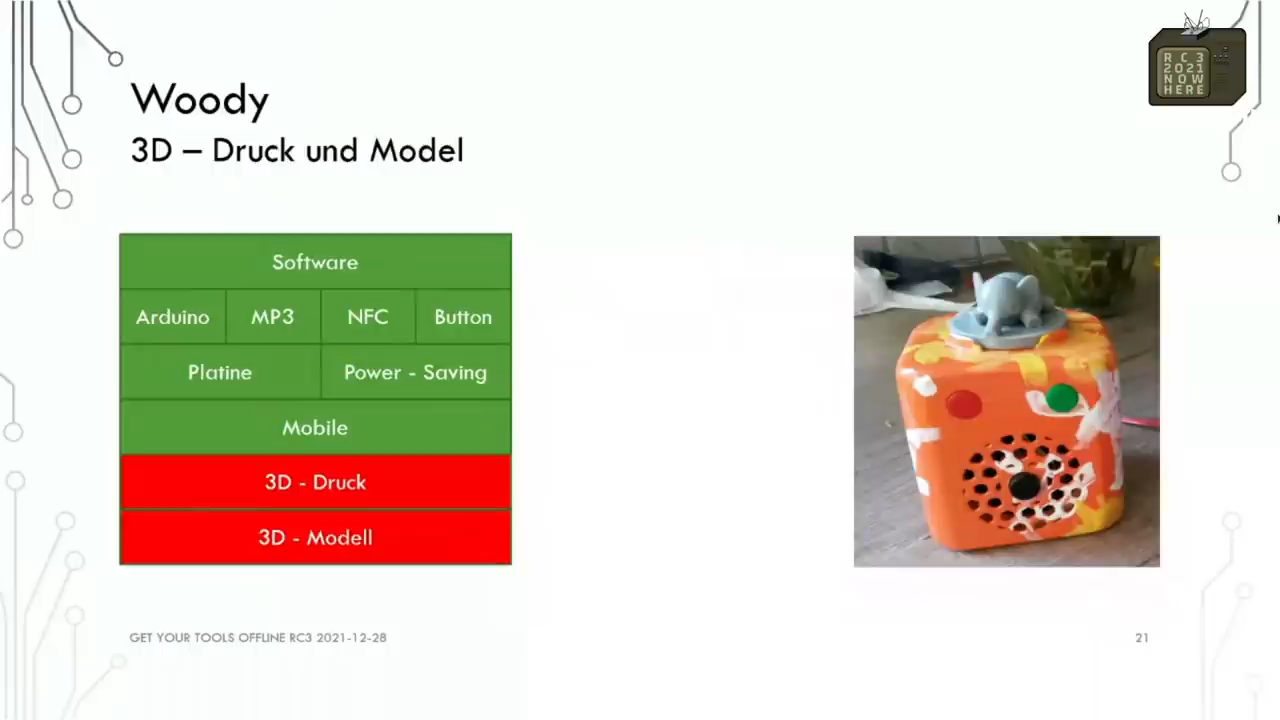 RC3
2021
NOW
HERE
Woody
3D – Druck und Model
Software
Arduino MP3 NFC Button
Platine Power - Saving
Mobile
3D - Druck
3D - Modell
GET YOUR TOOLS OFFLINE RC3 2021-12-28 21